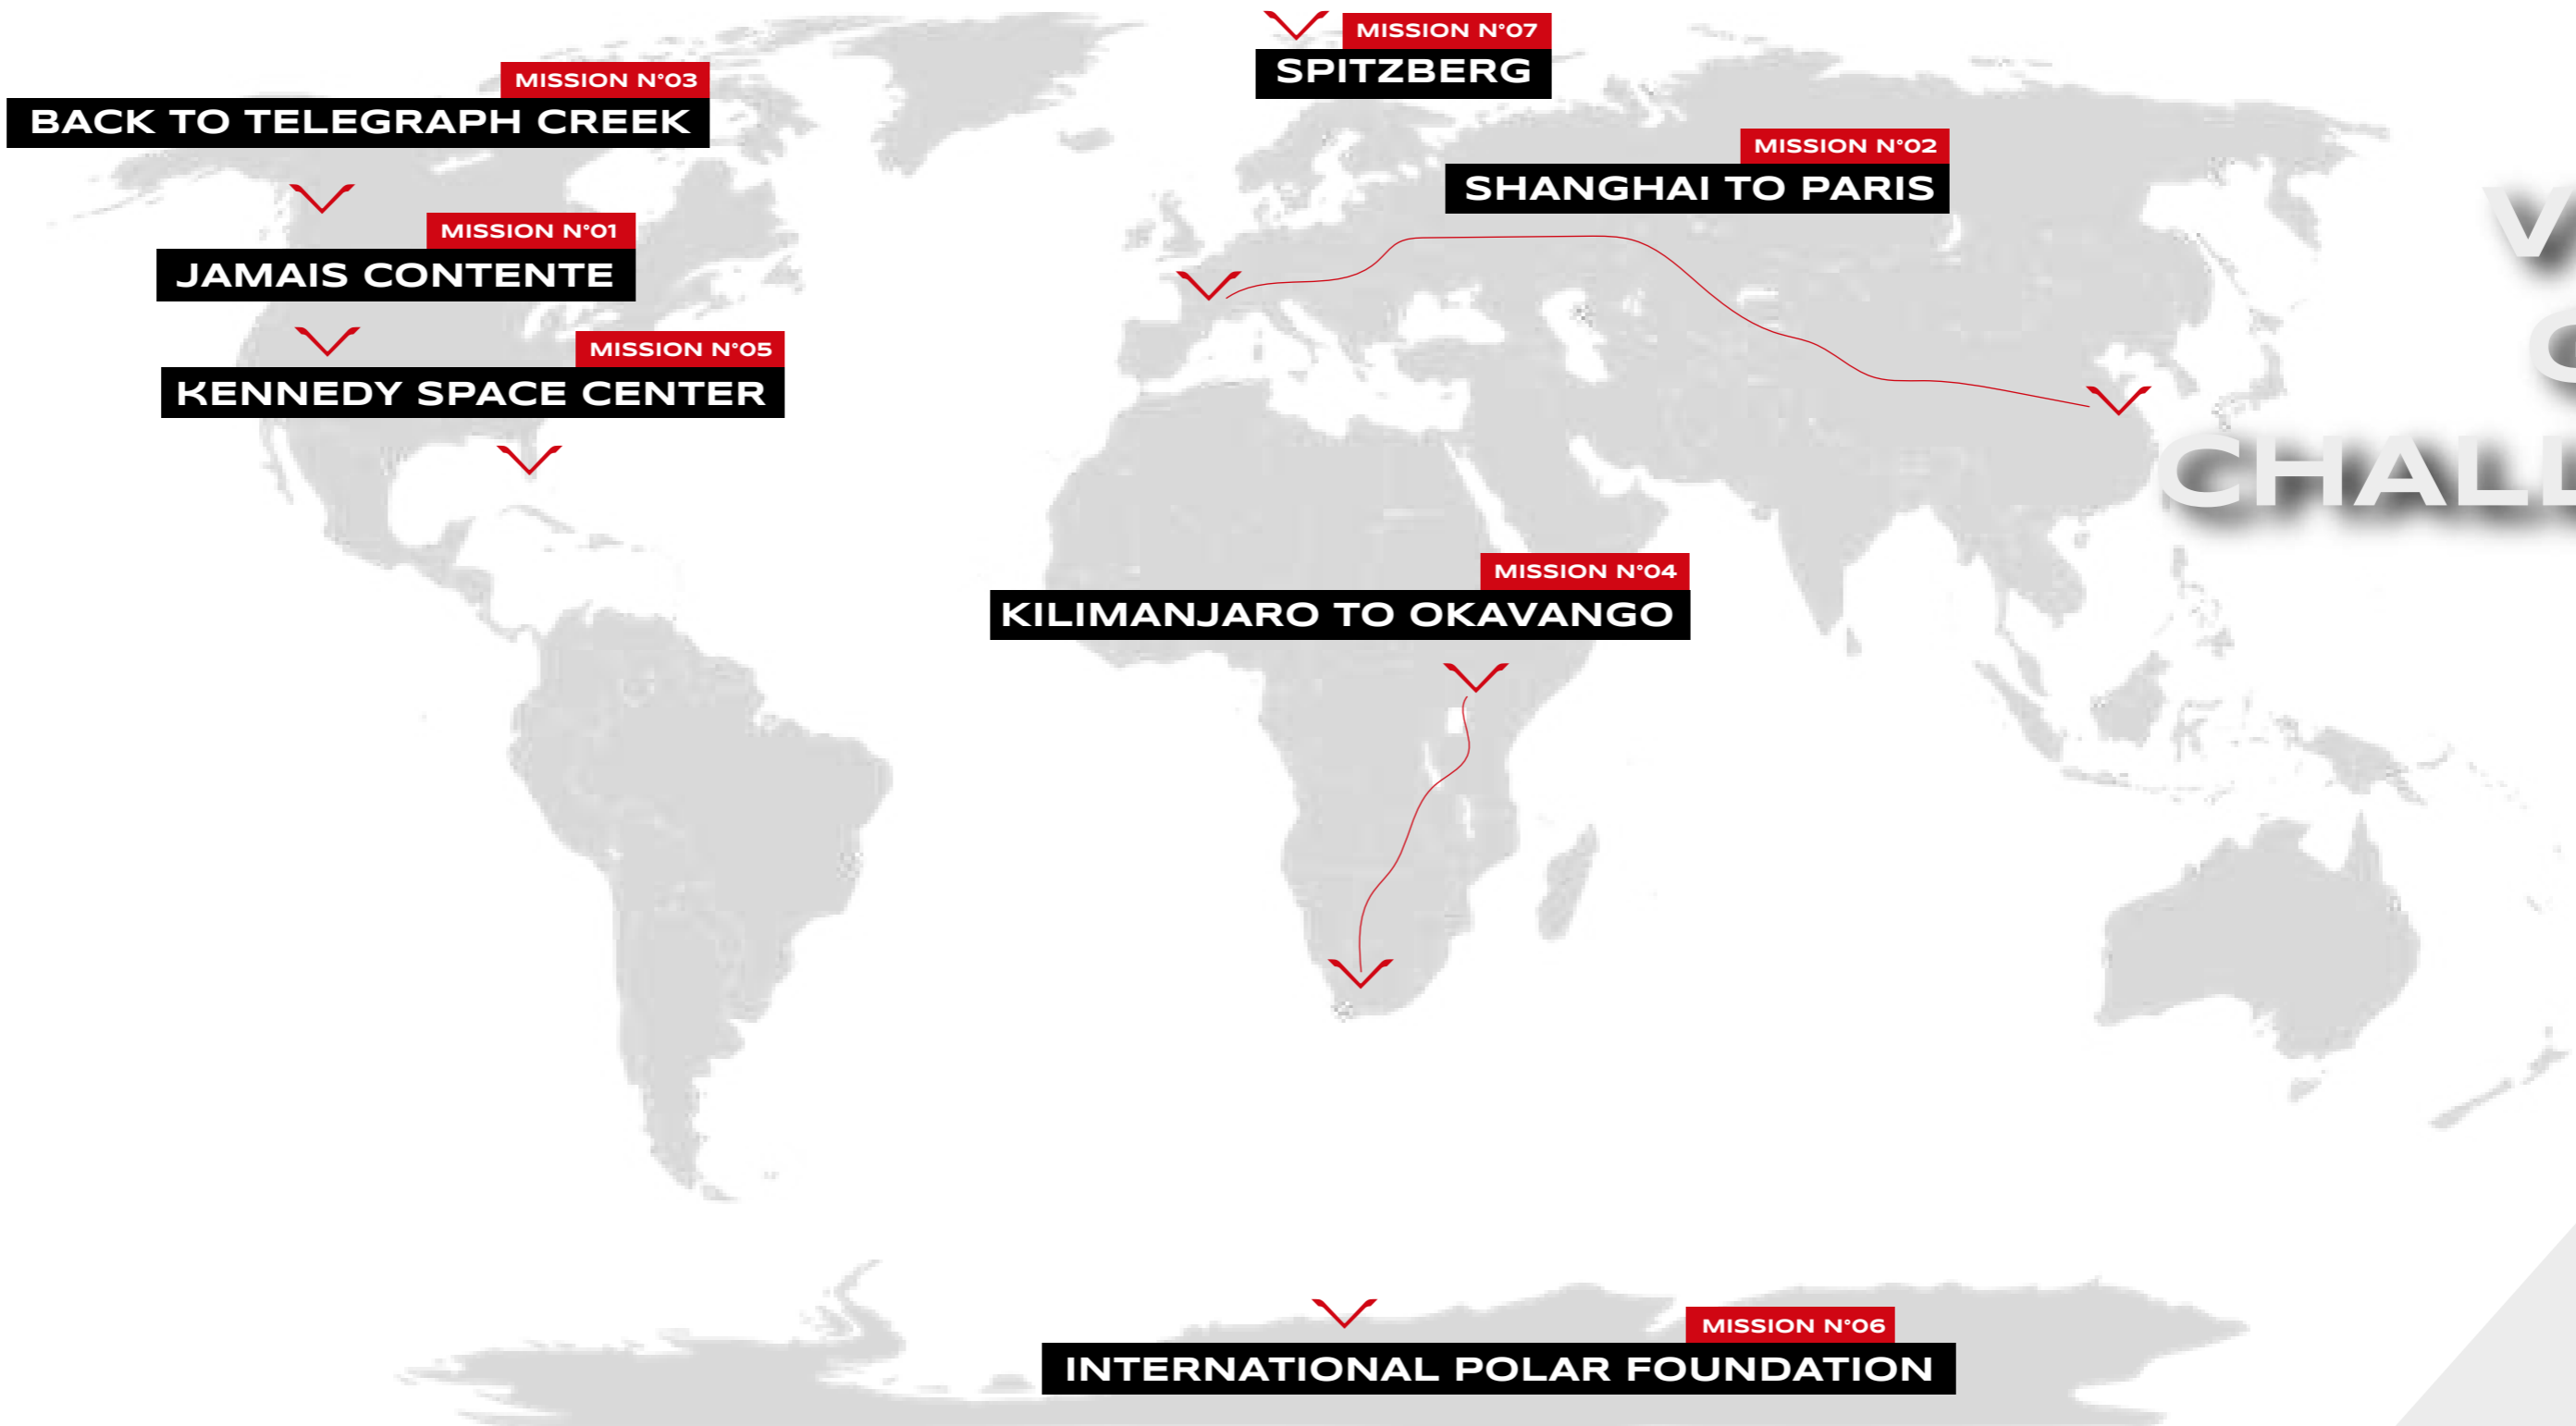 MISSION N°07
SPITZBERG
MISSION N°03
BACK TO TELEGRAPH CREEK
MISSION N°02
SHANGHAI TO PARIS
MISSION N°01
JAMAIS CONTENTE
MISSION N°05
KENNEDY SPACE CENTER
MISSION N°04
KILIMANJARO TO OKAVANGO
MISSION N°06
INTERNATIONAL POLAR FOUNDATION